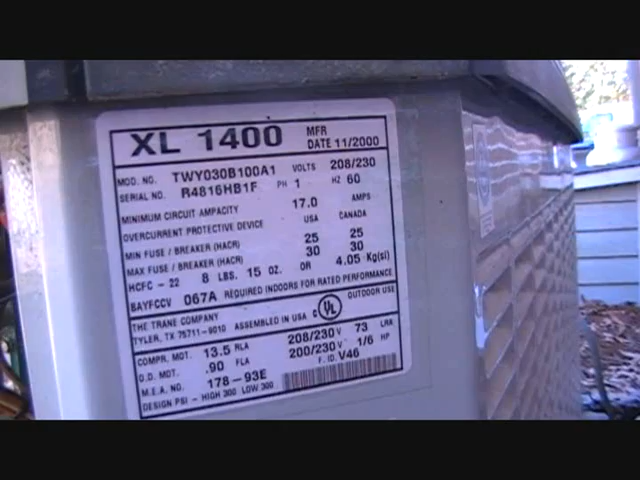 XL 1400 MFR DATE 11/2000
MOD. NO. TWY030B100A1 VOLTS 208/230
SERIAL NO. R4816HB1F PH 1 HZ 60
MINIMUM CIRCUIT AMPACITY 17.0 AMPS
OVERCURRENT PROTECTIVE DEVICE USA CANADA
MIN FUSE / BREAKER (HACR) 25 25
MAX FUSE / BREAKER (HACR) 30 30
HCFC - 22 8 LBS. 15 OZ. OR 4.05 Kg(s)
BAYFCCV 067A REQUIRED INDOORS FOR RATED PERFORMANCE
THE TRANE COMPANY OUTDOOR USE
TYLER, TX 75711-9010 ASSEMBLED IN USA C UL
COMPR. MOT. 13.5 RLA 208/230 V 73 LRA
O.D. MOT. .90 FLA 200/230 V 1/6 HP
M.E.A. NO. 178-93E F. ID. V46
DESIGN PSI - HIGH 300 LOW 300